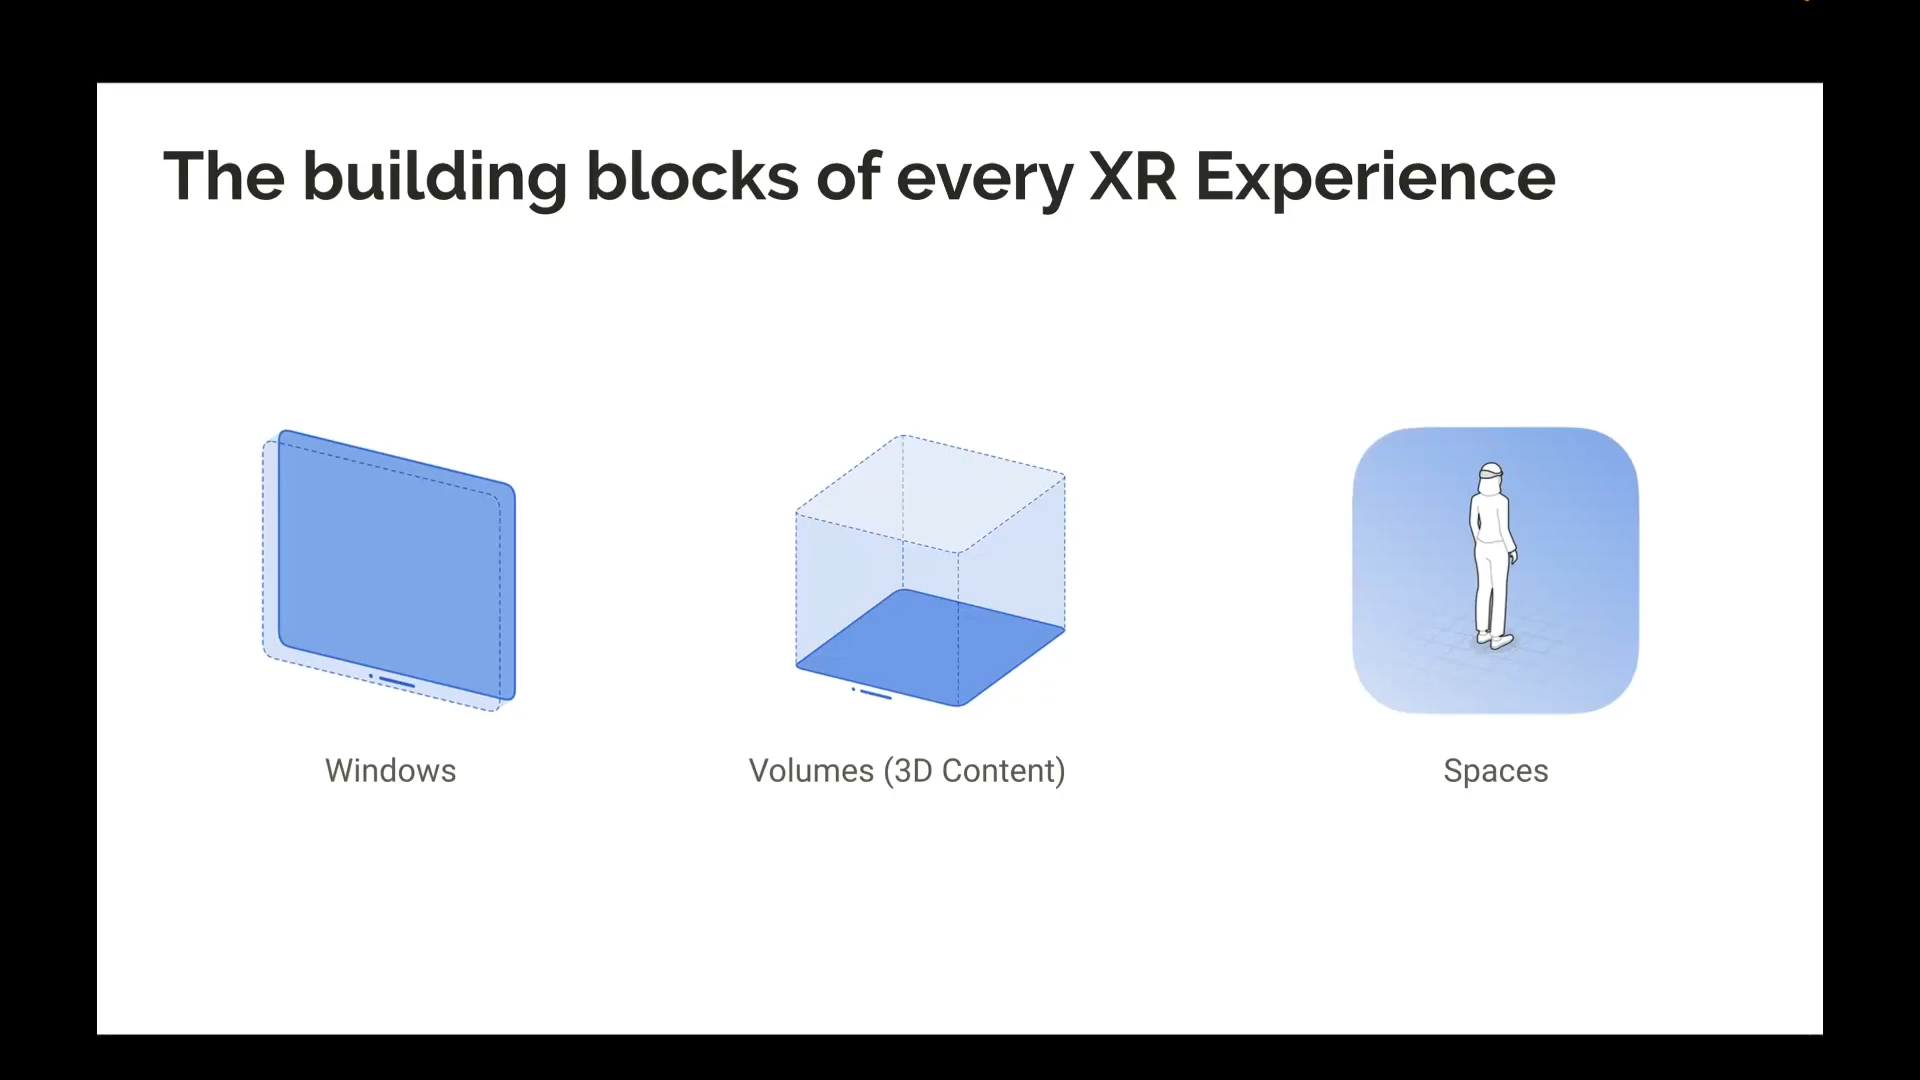 The building blocks of every XR Experience
Windows
Volumes (3D Content)
Spaces